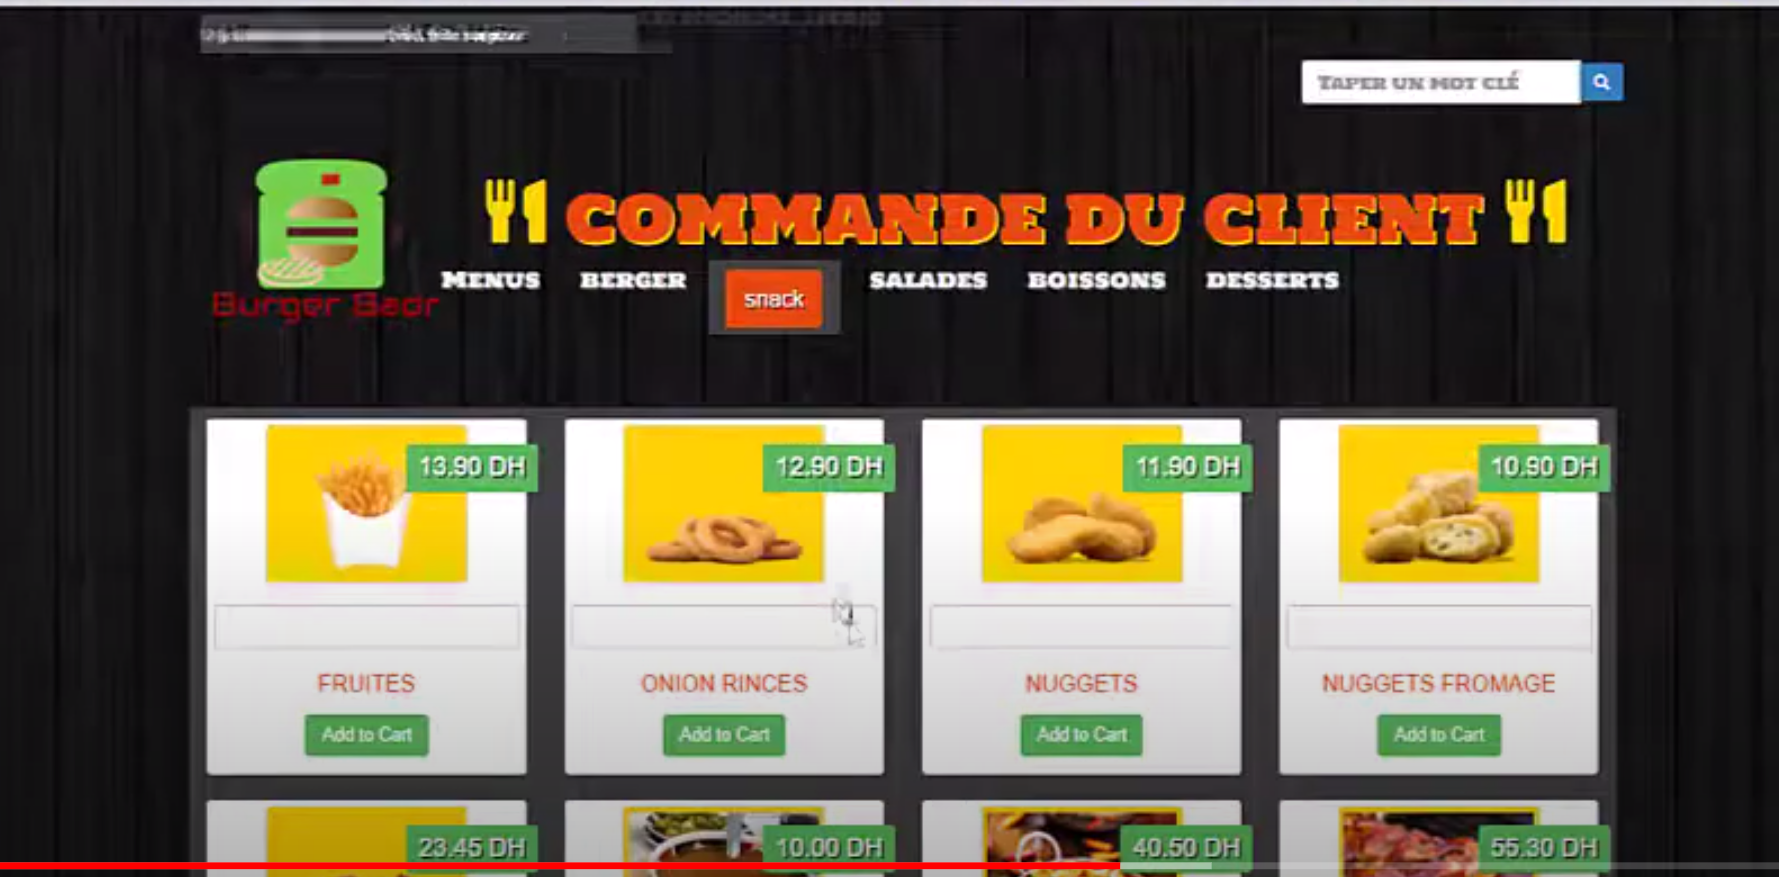 TAPER UN MOT CLÉ
COMMANDE DU CLIENT
Burger Badr
MENUS BERGER snack SALADES BOISSONS DESSERTS
13.90 DH 12.90 DH 11.90 DH 10.90 DH
FRUITES ONION RINCES NUGGETS NUGGETS FROMAGE
Add to Cart Add to Cart Add to Cart Add to Cart
23.45 DH 10.00 DH 40.50 DH 55.30 DH